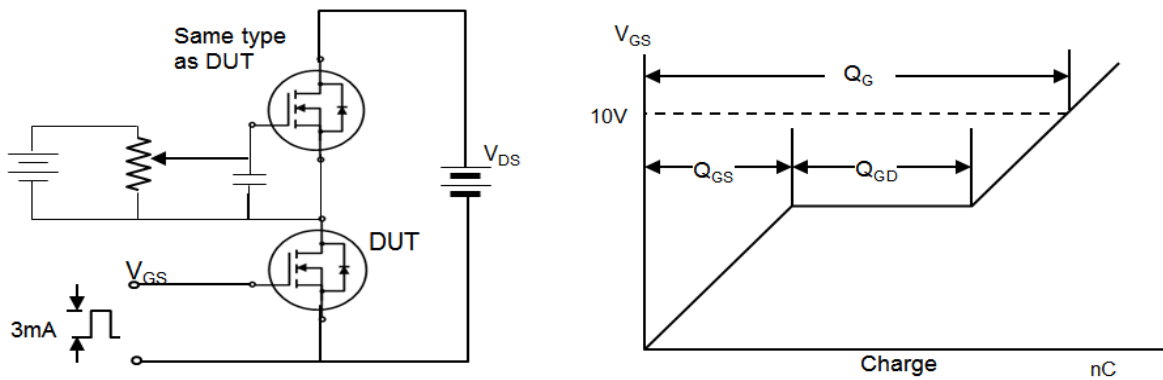 Same type
as DUT
V_DS
DUT
V_GS
3mA
V_GS
Q_G
10V
Q_GS
Q_GD
Charge
nC